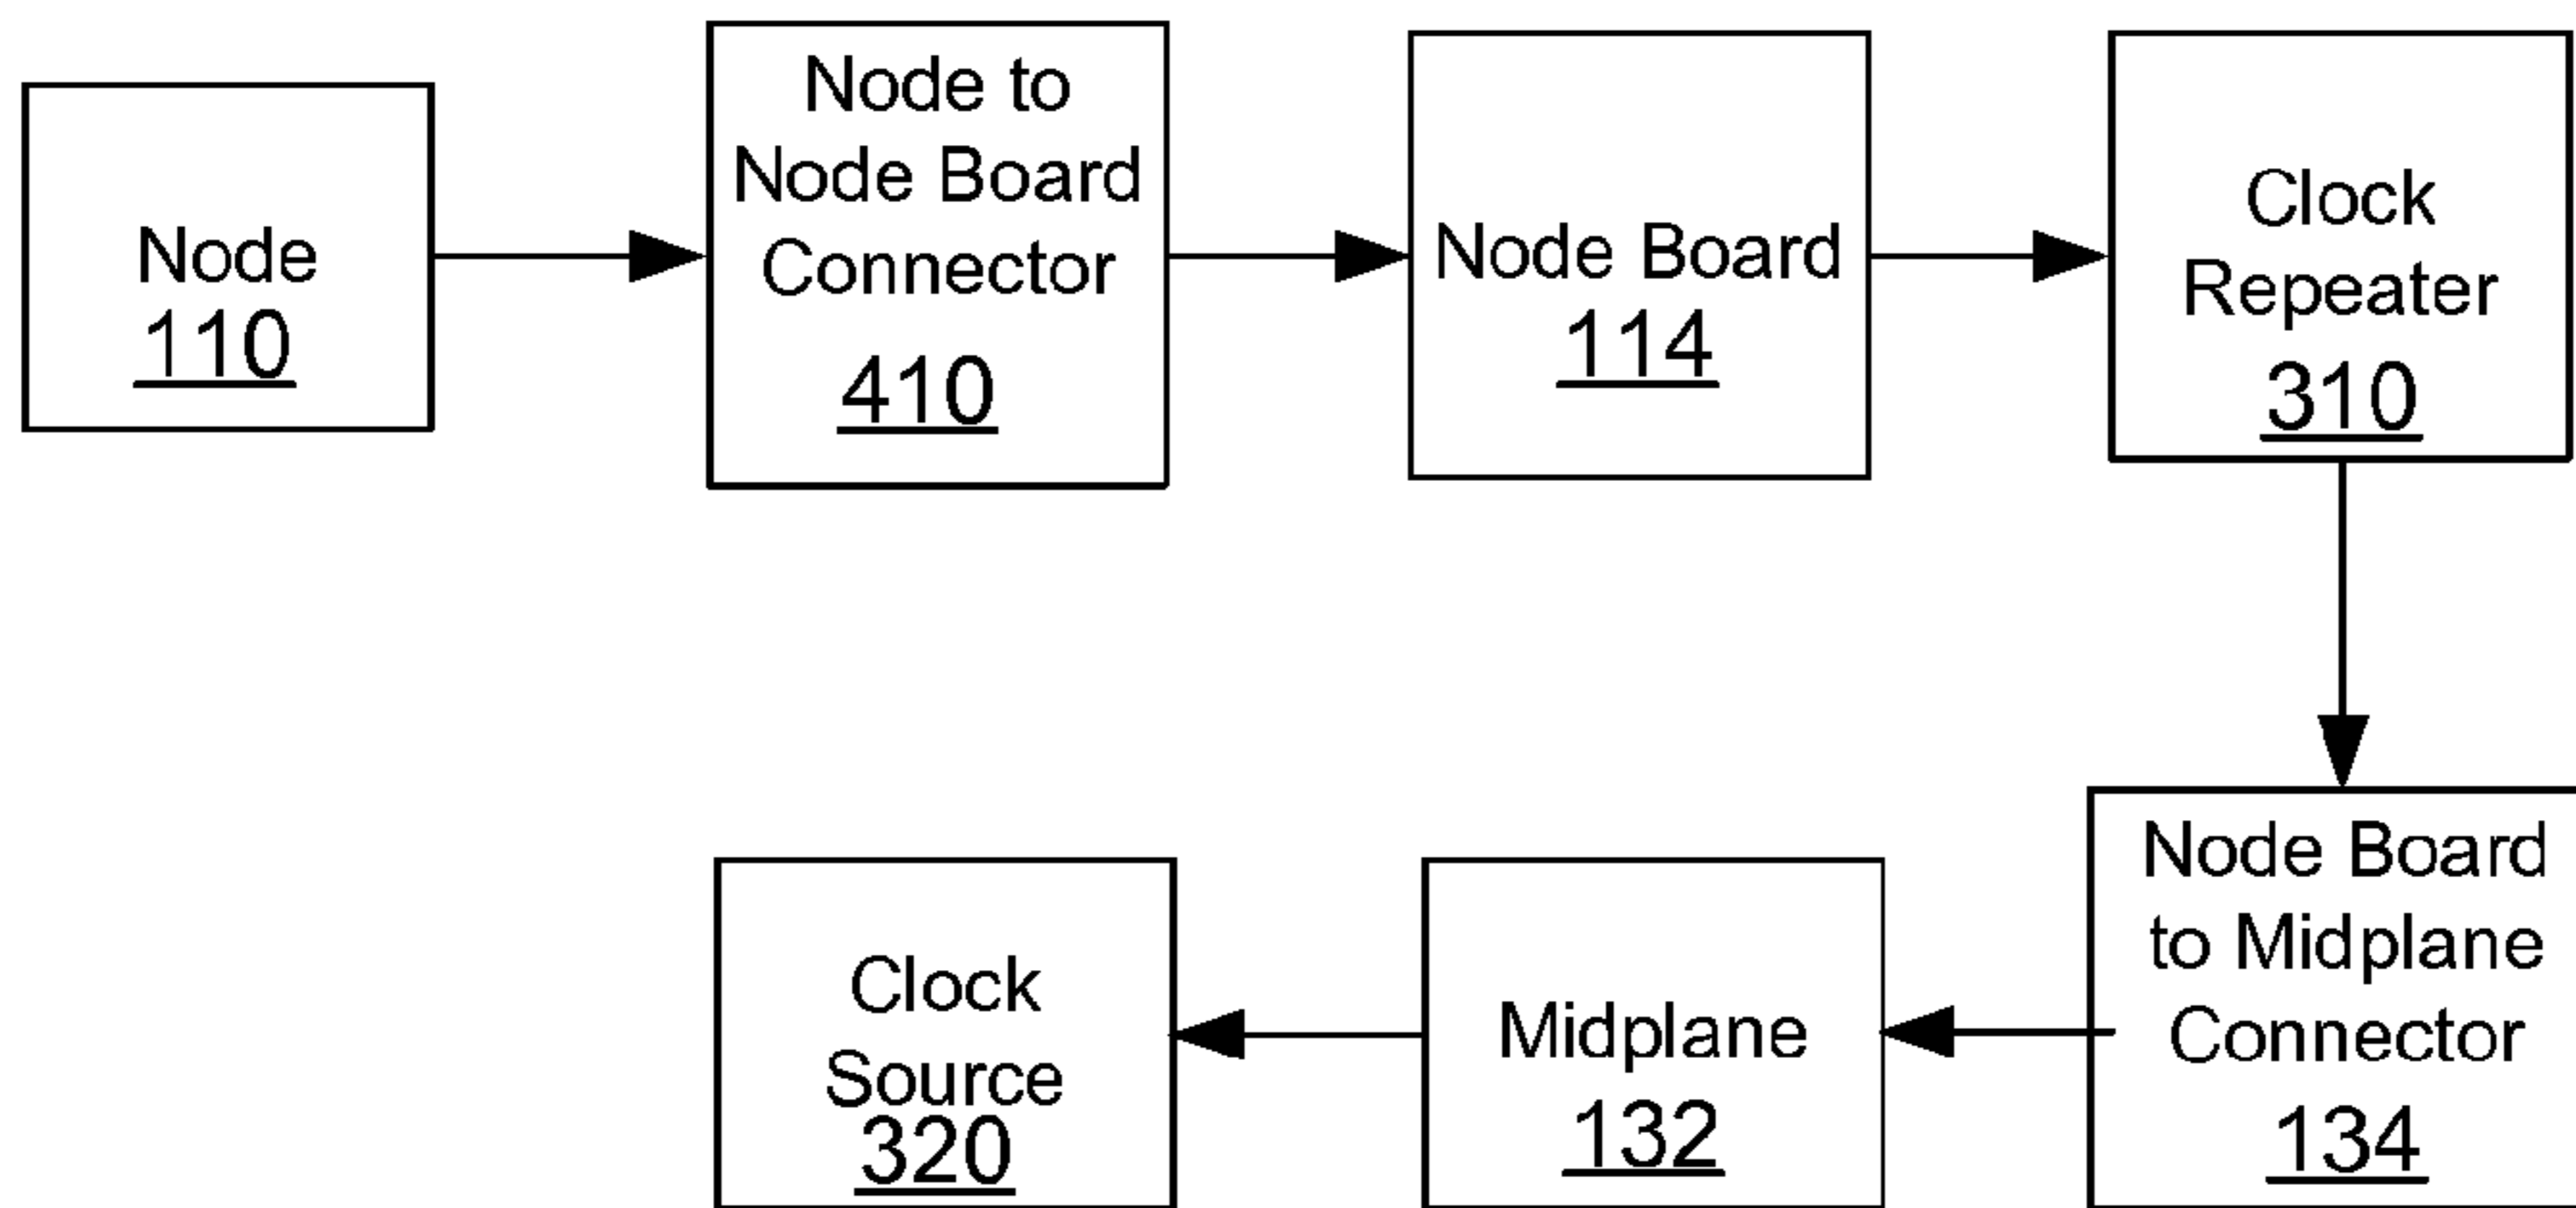 Node
110
Node to
Node Board
Connector
410
Node Board
114
Clock
Repeater
310
Clock
Source
320
Midplane
132
Node Board
to Midplane
Connector
134